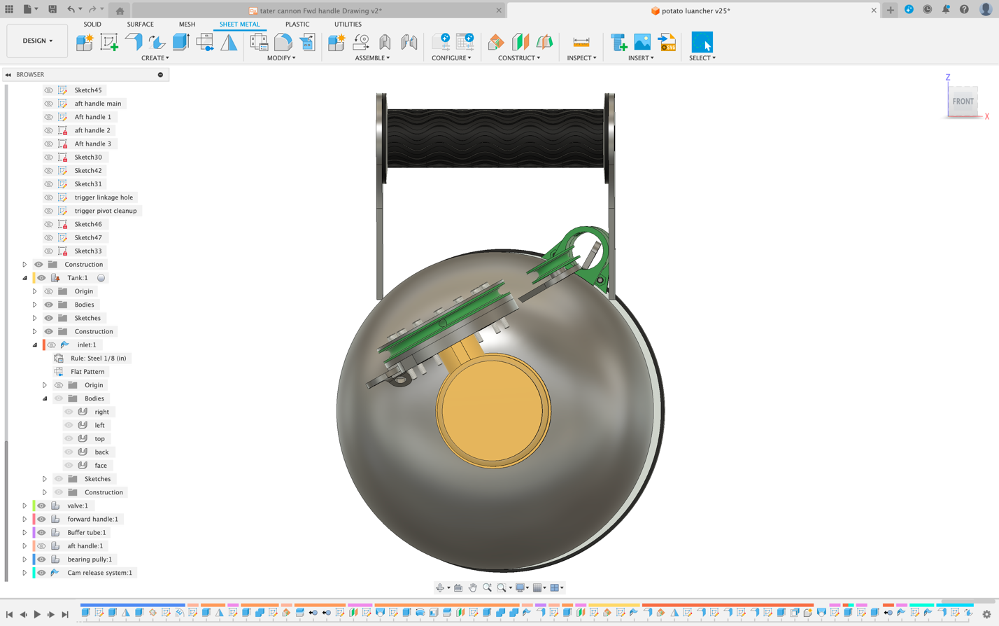 tater cannon Fwd handle Drawing v2*
potato luancher v25*
SOLID
SURFACE
MESH
SHEET METAL
PLASTIC
UTILITIES
DESIGN
CREATE
MODIFY
ASSEMBLE
CONFIGURE
CONSTRUCT
INSPECT
INSERT
SELECT
SVG
BROWSER
Sketch45
aft handle main
Aft handle 1
aft handle 2
Aft handle 3
Sketch30
Sketch42
Sketch31
trigger linkage hole
trigger pivot cleanup
Sketch46
Sketch47
Sketch33
Construction
Tank:1
Origin
Bodies
Sketches
Construction
inlet:1
Rule: Steel 1/8 (in)
Flat Pattern
Origin
Bodies
right
left
top
back
face
Sketches
Construction
valve:1
forward handle:1
Buffer tube:1
aft handle:1
bearing pully:1
Cam release system:1
Z
FRONT
X